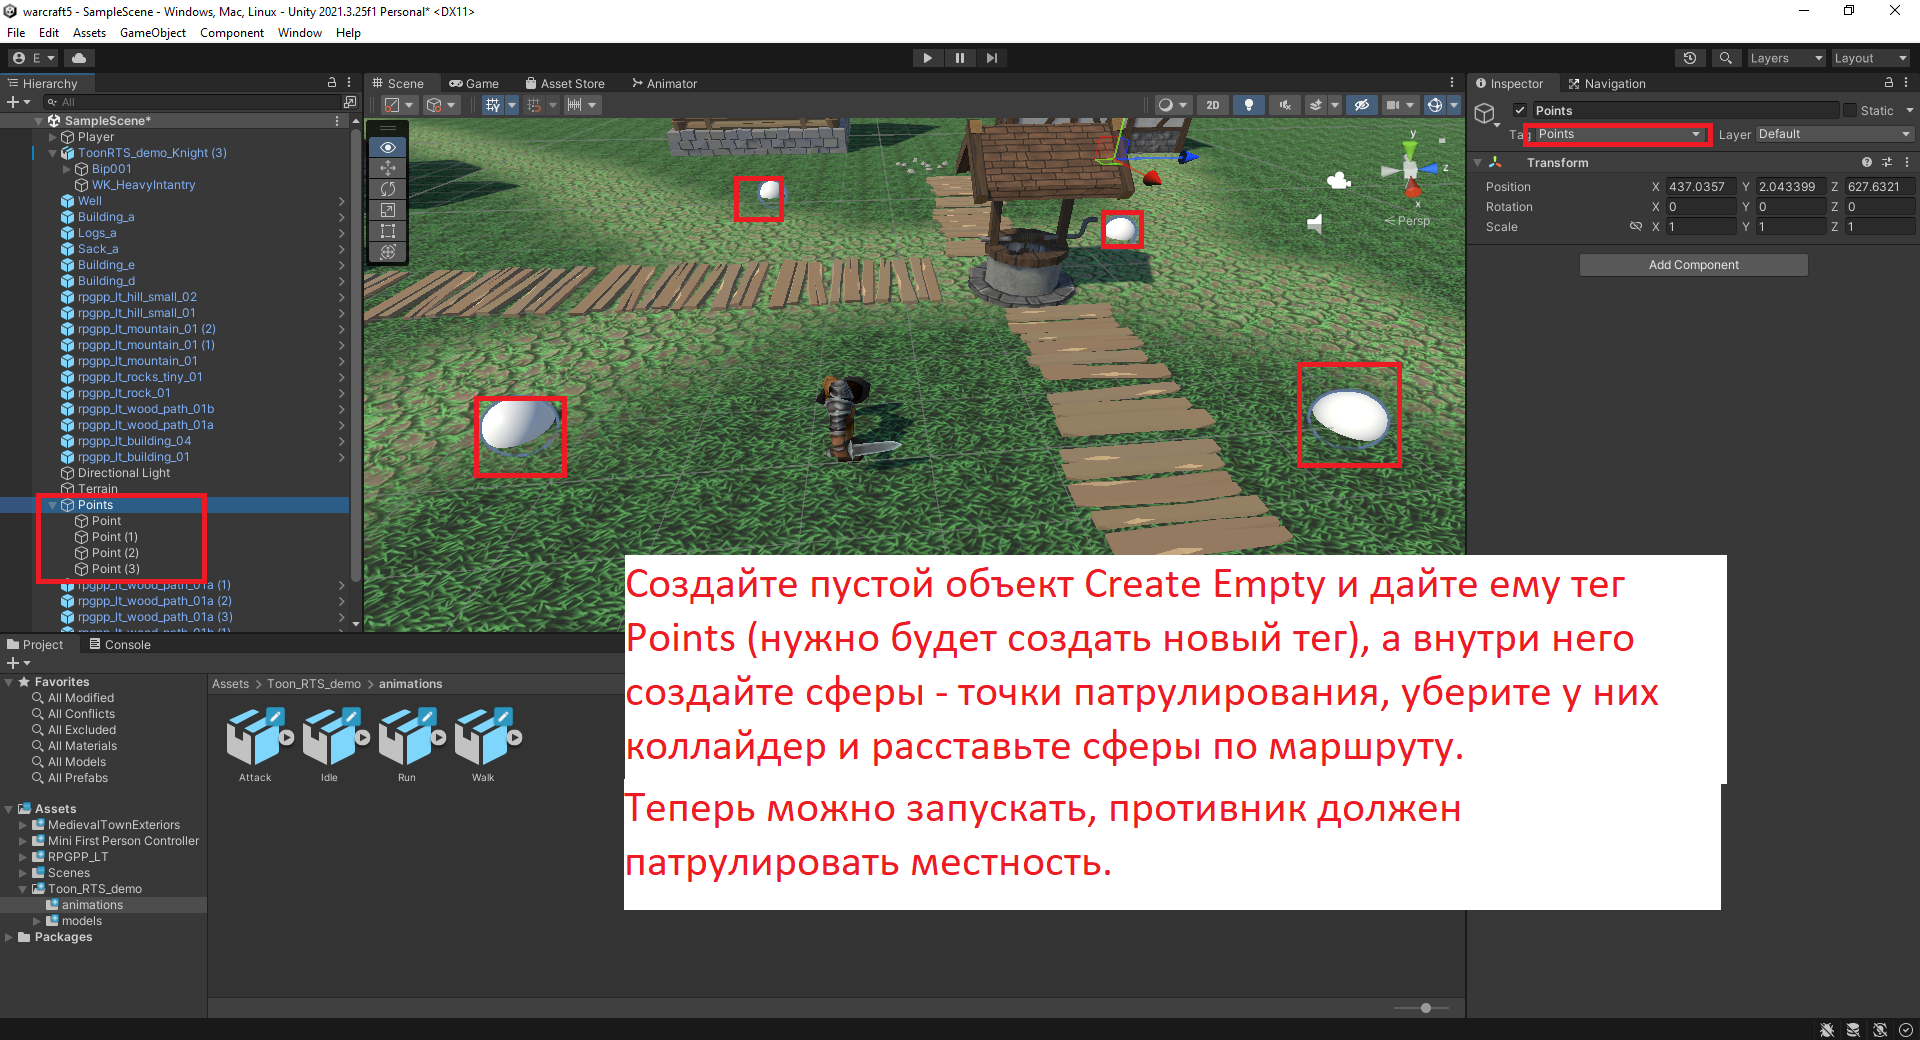 warcraft5 - SampleScene - Windows, Mac, Linux - Unity 2021.3.25f1 Personal* <DX11>
File Edit Assets GameObject Component Window Help
E
Layers
Layout
Hierarchy
All
SampleScene*
Player
ToonRTS_demo_Knight (3)
Bip001
WK_HeavyIntantry
Well
Building_a
Logs_a
Sack_a
Building_e
Building_d
rpgpp_lt_hill_small_02
rpgpp_lt_hill_small_01
rpgpp_lt_mountain_01 (2)
rpgpp_lt_mountain_01 (1)
rpgpp_lt_mountain_01
rpgpp_lt_rocks_tiny_01
rpgpp_lt_rock_01
rpgpp_lt_wood_path_01b
rpgpp_lt_wood_path_01a
rpgpp_lt_building_04
rpgpp_lt_building_01
Directional Light
Terrain
Points
Point
Point (1)
Point (2)
Point (3)
rpgpp_lt_wood_path_01a (1)
rpgpp_lt_wood_path_01a (2)
rpgpp_lt_wood_path_01a (3)
rpgpp_lt_wood_path_01b (1)
Scene Game Asset Store Animator
2D
y
z
x
Persp
Inspector Navigation
Points Static
Tag Points Layer Default
Transform
Position X 437.0357 Y 2.043399 Z 627.6321
Rotation X 0 Y 0 Z 0
Scale X 1 Y 1 Z 1
Add Component
Создайте пустой объект Create Empty и дайте ему тег
Points (нужно будет создать новый тег), а внутри него
создайте сферы - точки патрулирования, уберите у них
коллайдер и расставьте сферы по маршруту.
Теперь можно запускать, противник должен
патрулировать местность.
Project Console
Favorites
All Modified
All Conflicts
All Excluded
All Materials
All Models
All Prefabs
Assets
MedievalTownExteriors
Mini First Person Controller
RPGPP_LT
Scenes
Toon_RTS_demo
animations
models
Packages
Assets > Toon_RTS_demo > animations
Attack Idle Run Walk